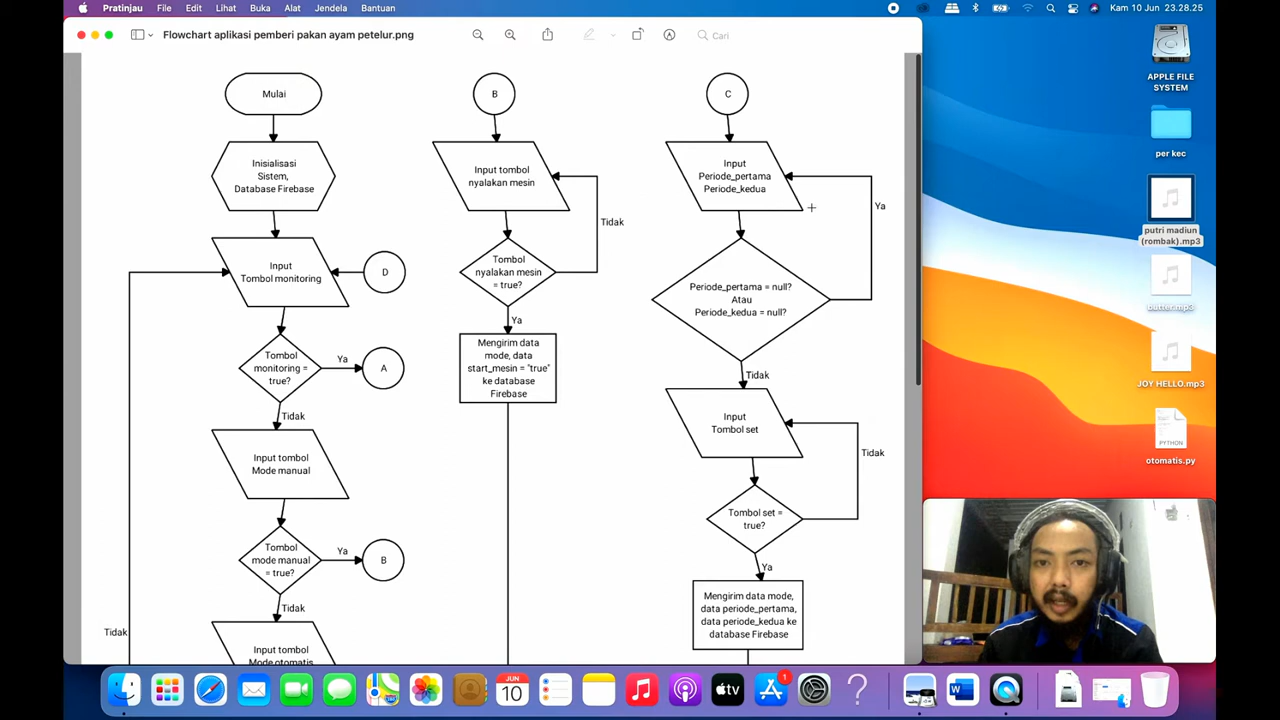 Pratinjau File Edit Lihat Buka Alat Jendela Bantuan
Kam 10 Jun 23.28.25
Flowchart aplikasi pemberi pakan ayam petelur.png
Cari
Mulai
Inisialisasi
Sistem,
Database Firebase
Input
Tombol monitoring
D
Tombol
monitoring =
true?
Ya
A
Tidak
Input tombol
Mode manual
Tombol
mode manual
= true?
Ya
B
Tidak
Tidak
Input tombol
Mode otomatis
B
Input tombol
nyalakan mesin
Tidak
Tombol
nyalakan mesin
= true?
Ya
Mengirim data
mode, data
start_mesin = "true"
ke database
Firebase
C
Input
Periode_pertama
Periode_kedua
Ya
Periode_pertama = null?
Atau
Periode_kedua = null?
Tidak
Input
Tombol set
Tidak
Tombol set =
true?
Ya
Mengirim data mode,
data periode_pertama,
data periode_kedua ke
database Firebase
APPLE FILE
SYSTEM
per kec
putri madiun
(rombak).mp3
butter.mp3
JOY HELLO.mp3
PYTHON
otomatis.py
JUN
10
tv
1